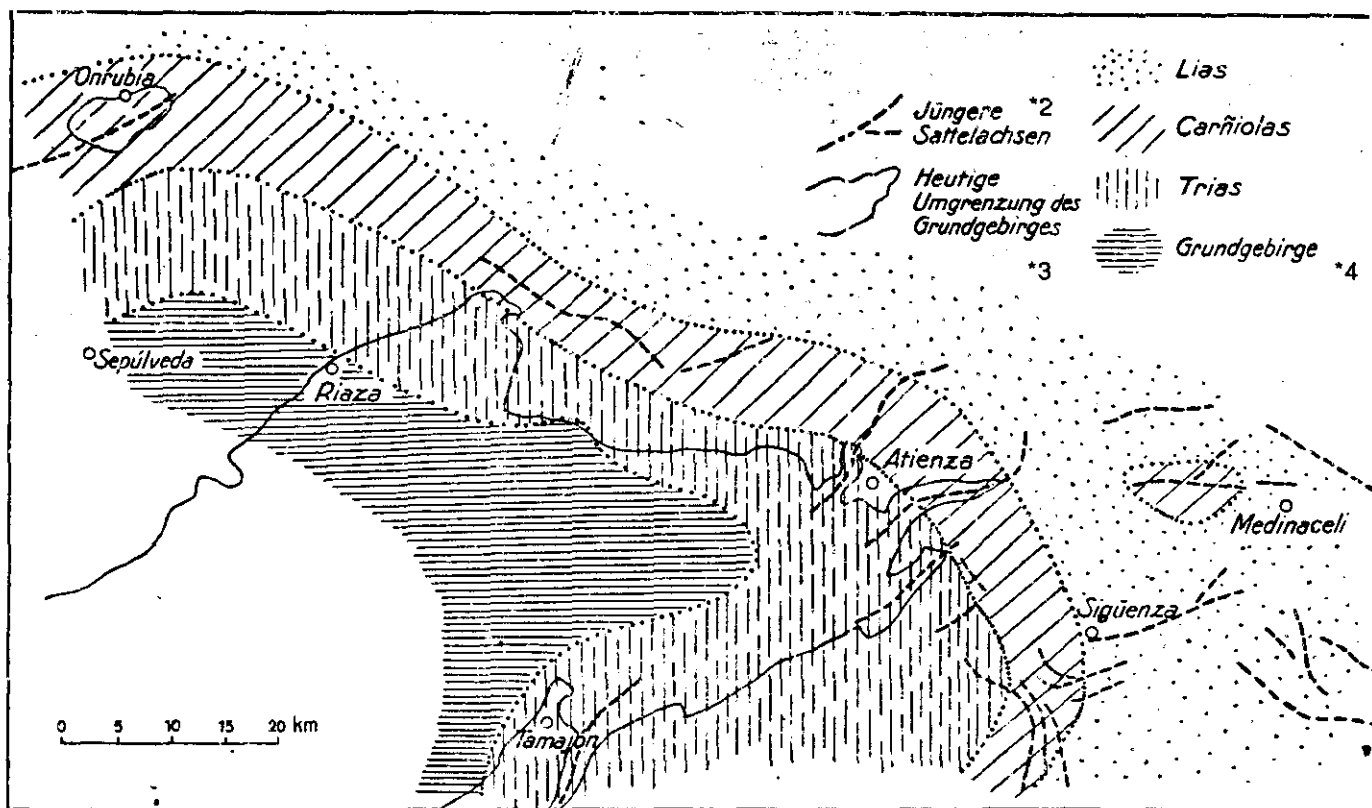 Onrubia
Lias
Jüngere *2
Sattelachsen
Carñiolas
Heutige
Umgrenzung des
Grundgebirges
*3
Trias
Grundgebirge *4
Sepúlveda
Riaza
Atienza
Medinaceli
Sigüenza
Tamajón
0 5 10 15 20 km